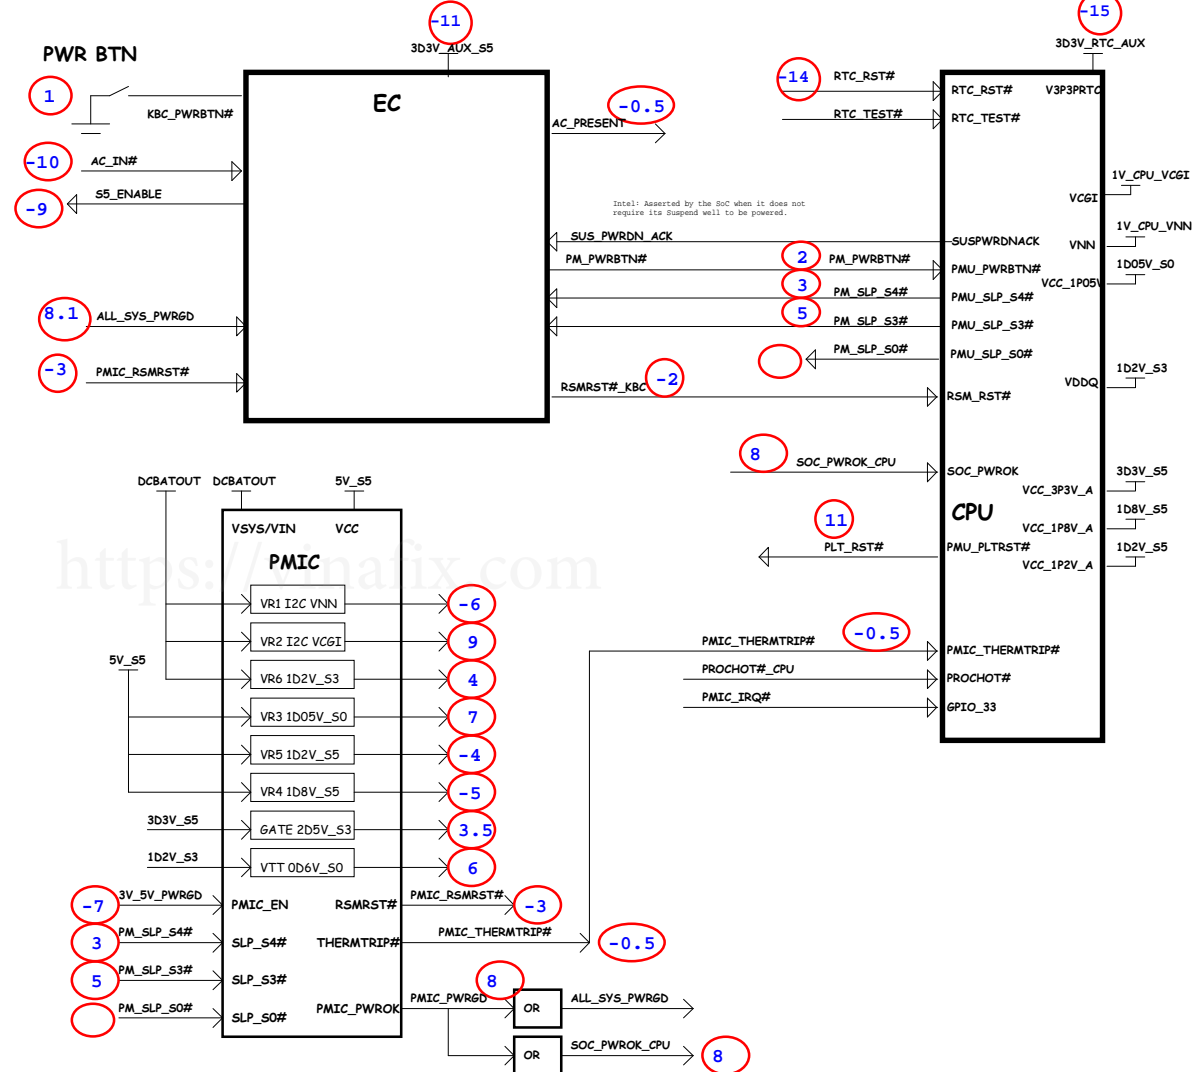 -11
-15
3D3V_AUX_S5
3D3V_RTC_AUX
PWR BTN
1
KBC_PWRBTN#
EC
-0.5
AC_PRESENT
-14
RTC_RST#
RTC_RST#
V3P3RTC
RTC_TEST#
RTC_TEST#
-10
AC_IN#
-9
S5_ENABLE
Intel: Asserted by the SoC when it does not
require its Suspend well to be powered.
1V_CPU_VCGI
VCGI
SUS_PWRDN_ACK
SUSPWRDNACK
VNN
1V_CPU_VNN
PM_PWRBTN#
2
PM_PWRBTN#
PMU_PWRBTN#
1D05V_S0
VCC_1P05V
3
PM_SLP_S4#
PMU_SLP_S4#
8.1
ALL_SYS_PWRGD
5
PM_SLP_S3#
PMU_SLP_S3#
PM_SLP_S0#
PMU_SLP_S0#
-3
PMIC_RSMRST#
RSMRST#_KBC
-2
RSM_RST#
VDDQ
1D2V_S3
8
SOC_PWROK_CPU
SOC_PWROK
3D3V_S5
VCC_3P3V_A
CPU
1D8V_S5
VCC_1P8V_A
11
PLT_RST#
PMU_PLTRST#
1D2V_S5
VCC_1P2V_A
DCBATOUT
DCBATOUT
5V_S5
VSYS/VIN
VCC
https://vinafix.com
PMIC
VR1 I2C VNN
-6
VR2 I2C VCGI
9
5V_S5
VR6 1D2V_S3
4
VR3 1D05V_S0
7
VR5 1D2V_S5
-4
VR4 1D8V_S5
-5
3D3V_S5
GATE 2D5V_S3
3.5
1D2V_S3
VTT 0D6V_S0
6
PMIC_THERMTRIP#
-0.5
PMIC_THERMTRIP#
PROCHOT#_CPU
PROCHOT#
PMIC_IRQ#
GPIO_33
-7
3V_5V_PWRGD
PMIC_EN
RSMRST#
PMIC_RSMRST#
-3
3
PM_SLP_S4#
SLP_S4#
THERMTRIP#
PMIC_THERMTRIP#
-0.5
5
PM_SLP_S3#
SLP_S3#
8
PM_SLP_S0#
SLP_S0#
PMIC_PWROK
PMIC_PWRGD
OR
ALL_SYS_PWRGD
OR
SOC_PWROK_CPU
8